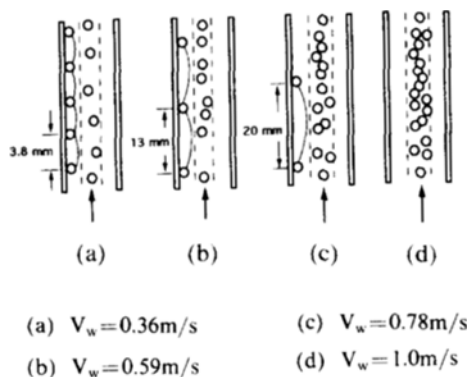 3.8 mm
13 mm
20 mm
(a) (b) (c) (d)
(a) V_w=0.36m/s (c) V_w=0.78m/s
(b) V_w=0.59m/s (d) V_w=1.0m/s